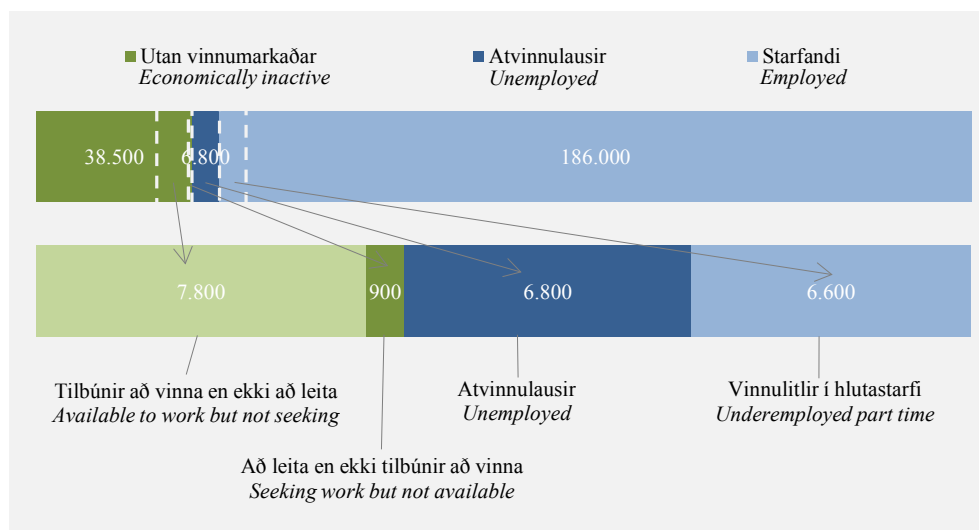 Utan vinnumarkaðar
Economically inactive
Atvinnulausir
Unemployed
Starfandi
Employed
38.500
6.800
186.000
7.800
900
6.800
6.600
Tilbúnir að vinna en ekki að leita
Available to work but not seeking
Atvinnulausir
Unemployed
Vinnulitlir í hlutastarfi
Underemployed part time
Að leita en ekki tilbúnir að vinna
Seeking work but not available